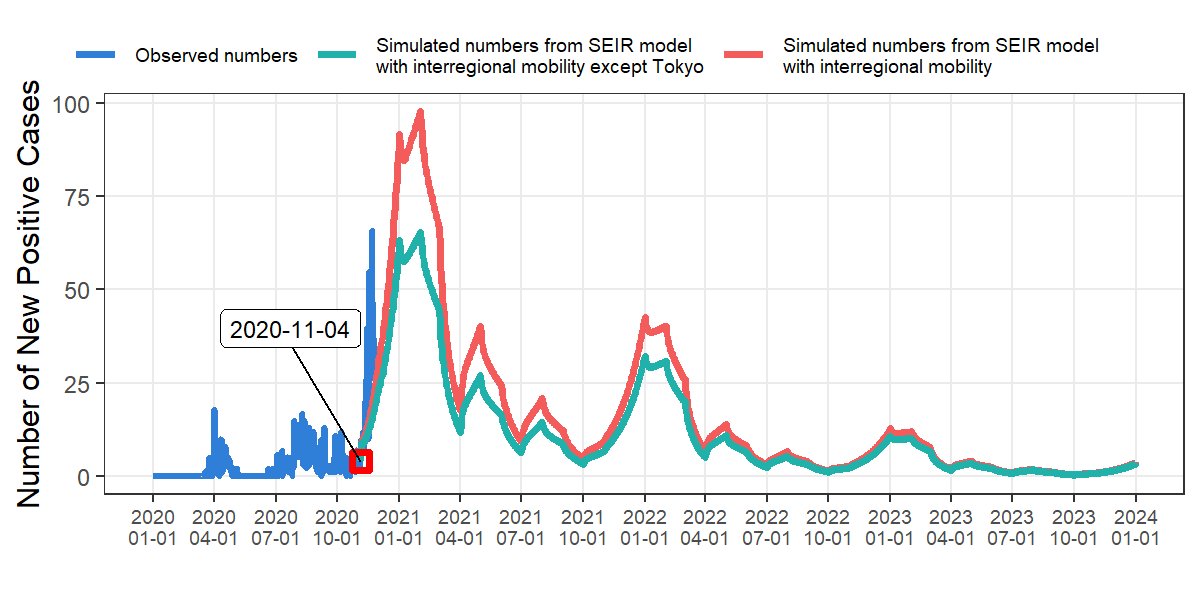 Observed numbers
Simulated numbers from SEIR model
with interregional mobility except Tokyo
Simulated numbers from SEIR model
with interregional mobility
Number of New Positive Cases
100
75
50
25
0
2020-11-04
2020 2020 2020 2020 2021 2021 2021 2021 2022 2022 2022 2022 2023 2023 2023 2023 2024
01-01 04-01 07-01 10-01 01-01 04-01 07-01 10-01 01-01 04-01 07-01 10-01 01-01 04-01 07-01 10-01 01-01